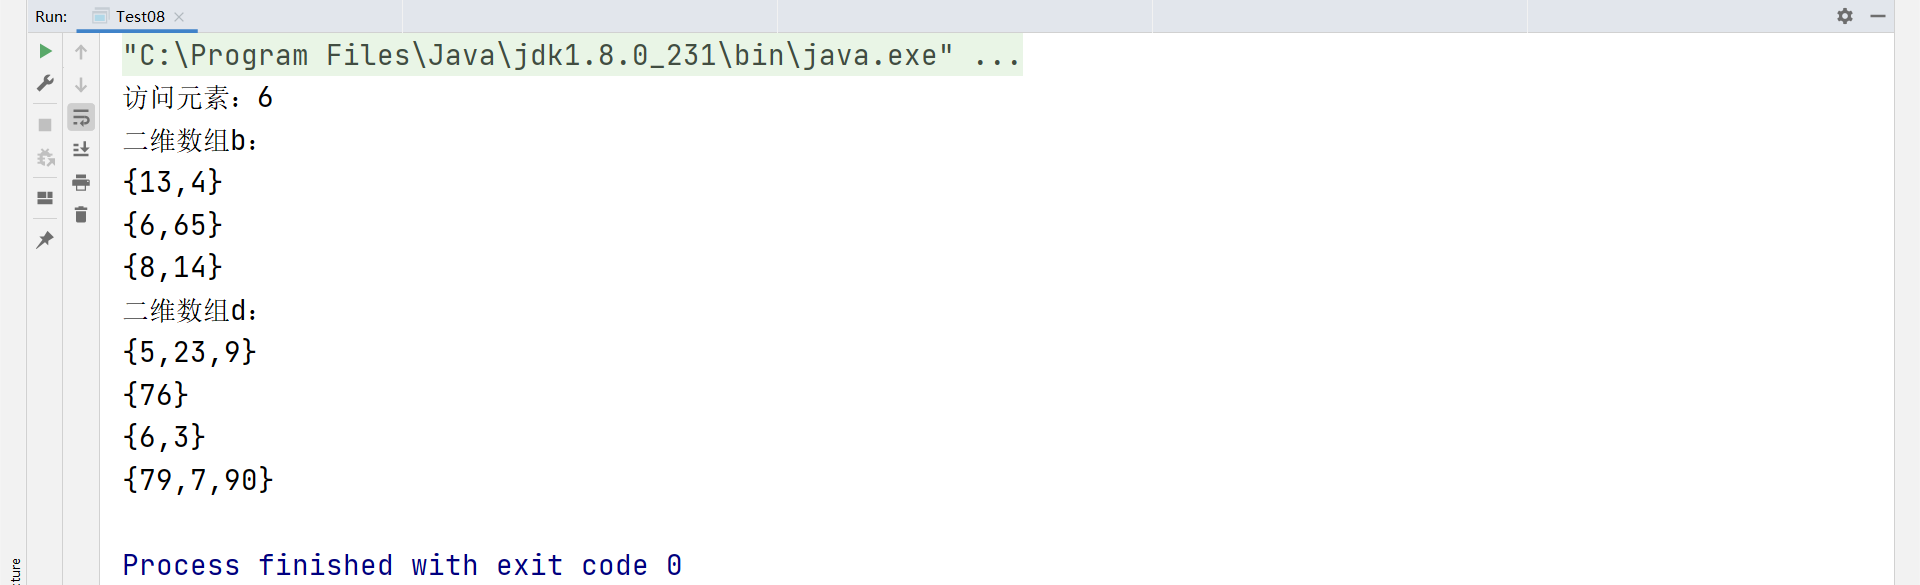 Run: Test08
"C:\Program Files\Java\jdk1.8.0_231\bin\java.exe" ...
访问元素：6
二维数组b：
{13,4}
{6,65}
{8,14}
二维数组d：
{5,23,9}
{76}
{6,3}
{79,7,90}
Process finished with exit code 0